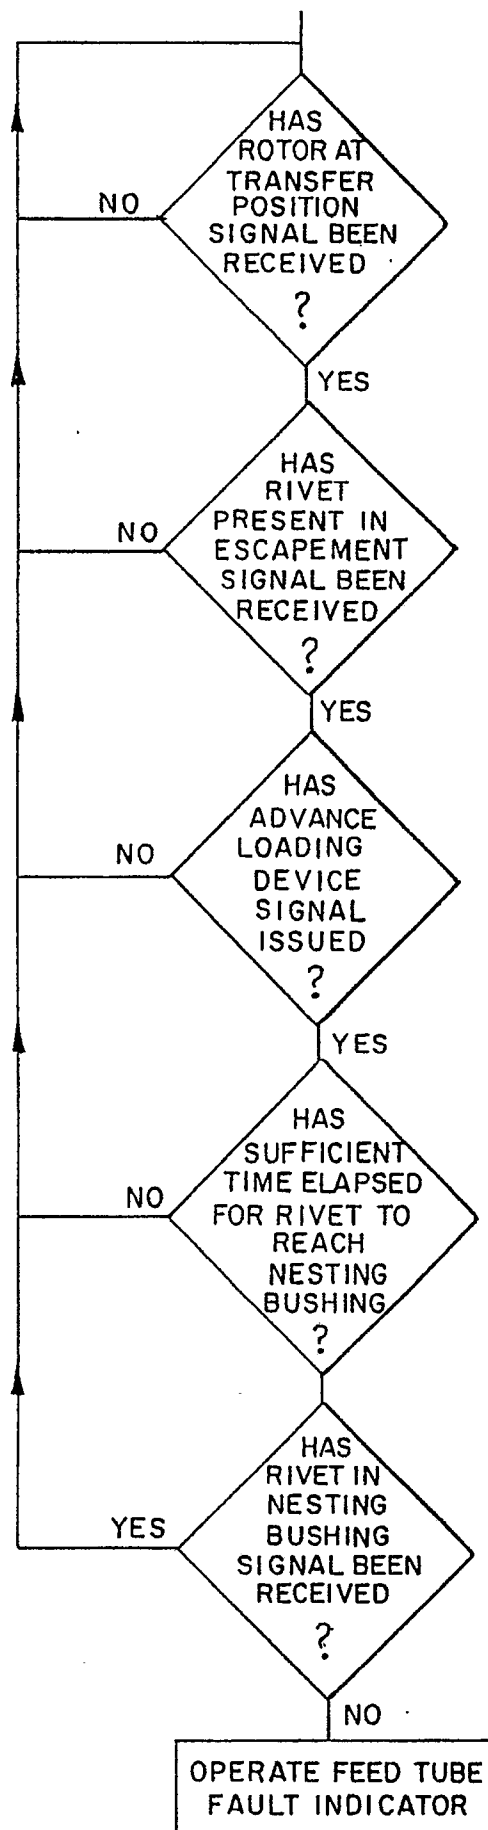 HAS
ROTOR AT
TRANSFER
POSITION
SIGNAL BEEN
RECEIVED
?
NO
YES
HAS
RIVET
PRESENT IN
ESCAPEMENT
SIGNAL BEEN
RECEIVED
?
NO
YES
HAS
ADVANCE
LOADING
DEVICE
SIGNAL
ISSUED
?
NO
YES
HAS
SUFFICIENT
TIME ELAPSED
FOR RIVET TO
REACH
NESTING
BUSHING
?
NO
HAS
RIVET IN
NESTING
BUSHING
SIGNAL BEEN
RECEIVED
?
YES
NO
OPERATE FEED TUBE
FAULT INDICATOR